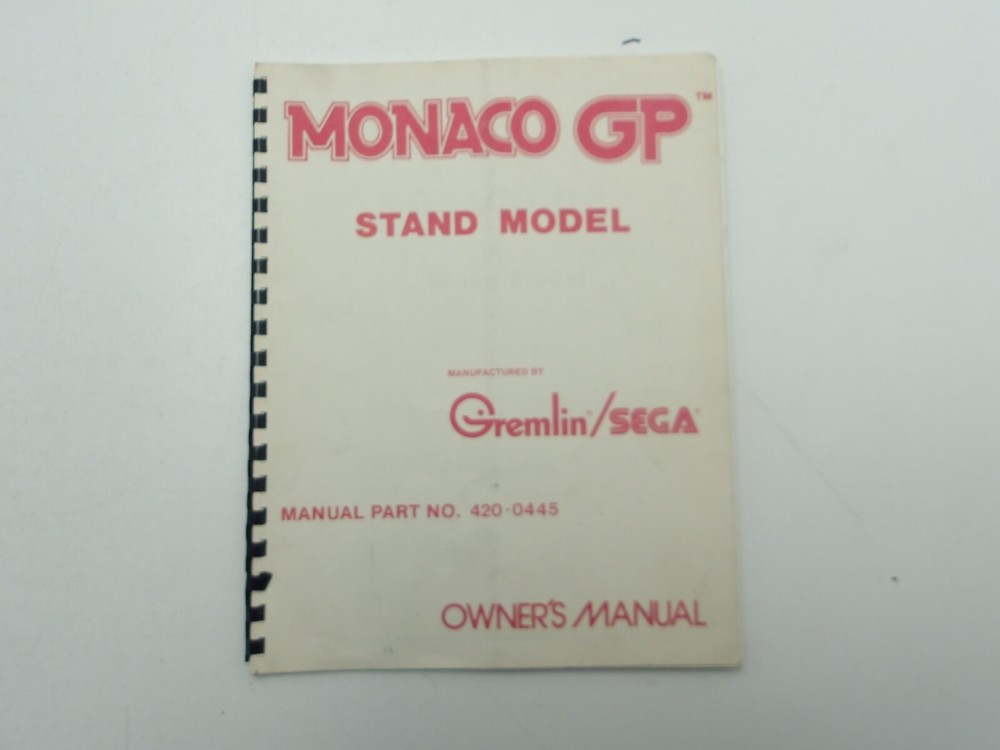 MONACO GP™
STAND MODEL
MANUFACTURED BY
Gremlin®/SEGA®
MANUAL PART NO. 420-0445
OWNER'S MANUAL